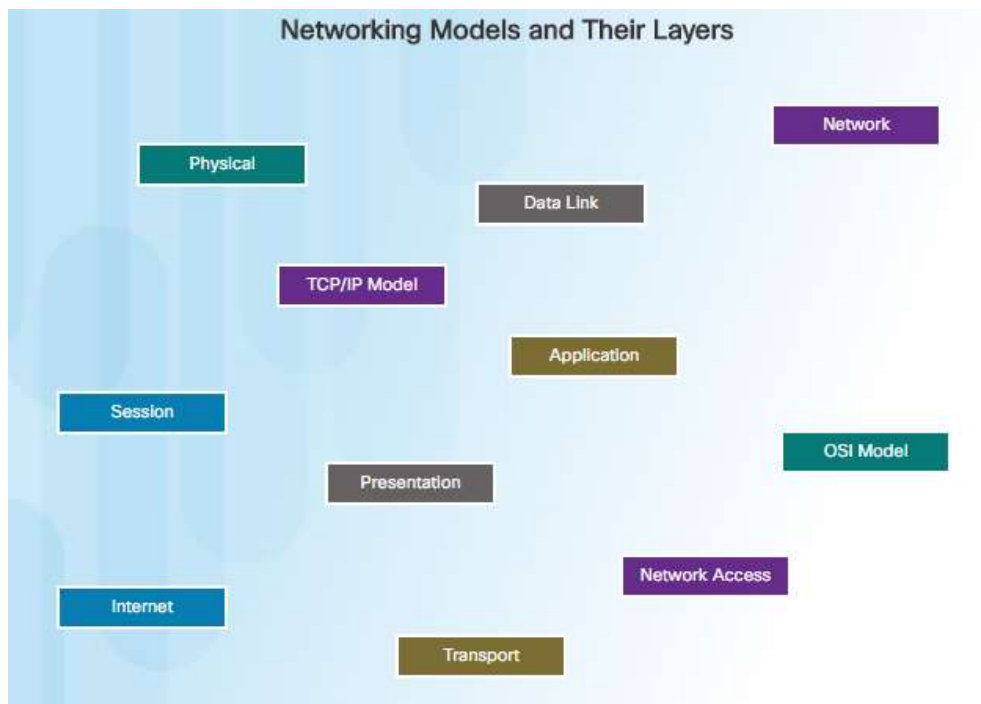 Networking Models and Their Layers
Network
Physical
Data Link
TCP/IP Model
Application
Session
OSI Model
Presentation
Network Access
Internet
Transport